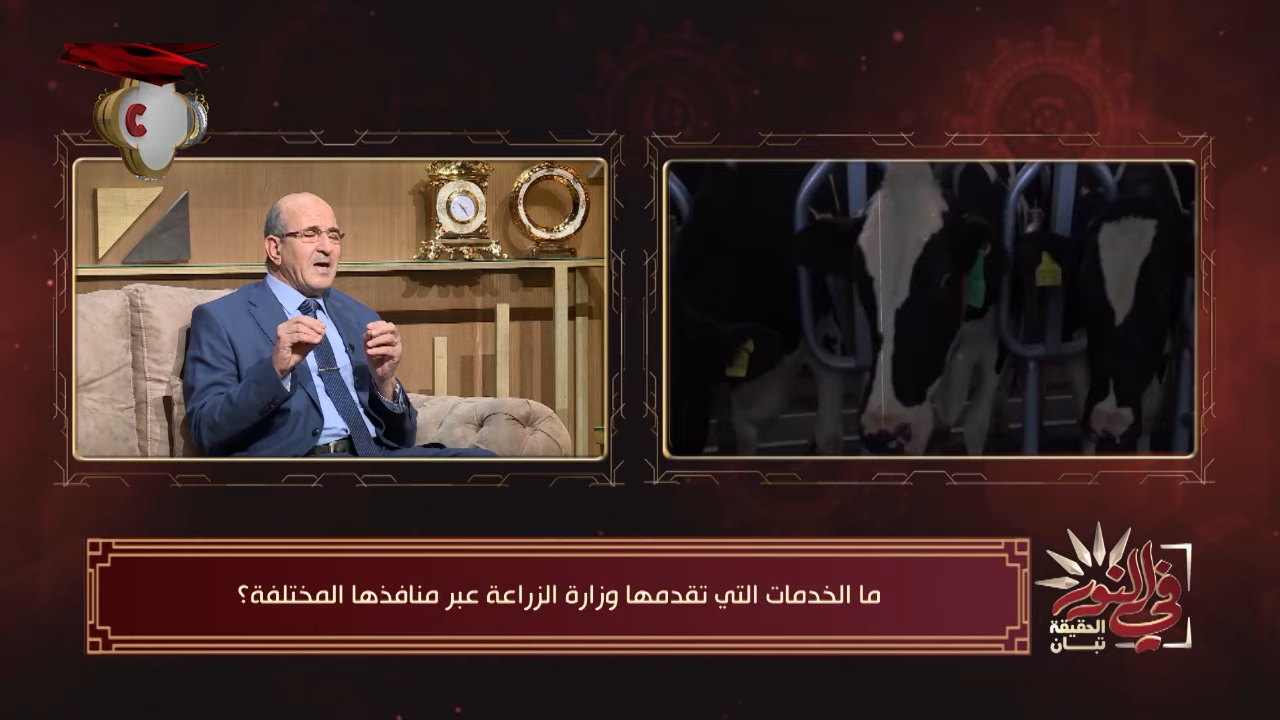 ما الخدمات التي تقدمها وزارة الزراعة عبر منافذها المختلفة؟
في النور
الحقيقة
تبان